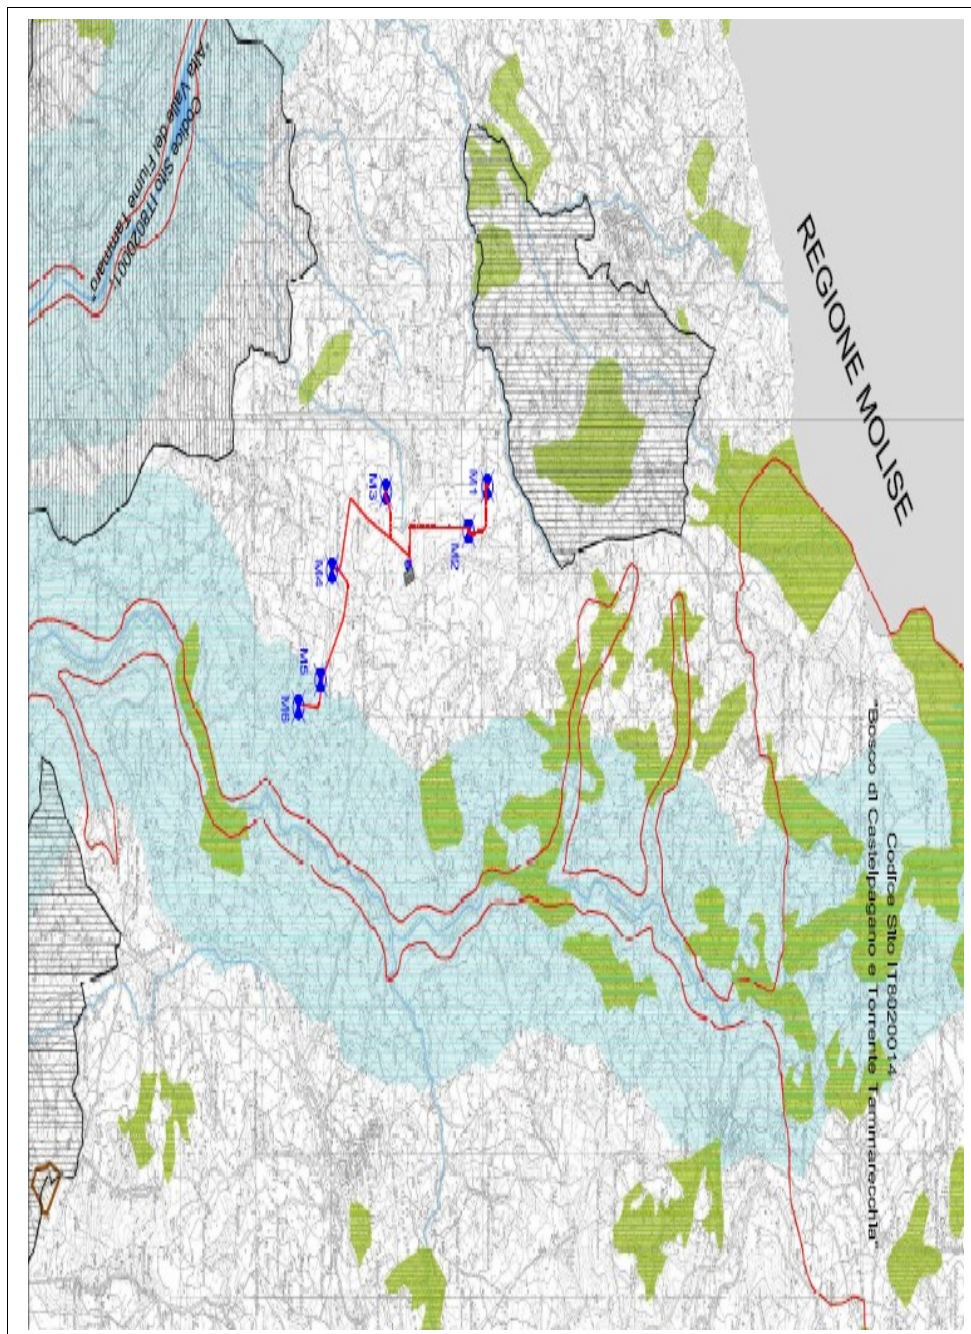 Codice Sito IT8020001
"Alta Valle del Fiume Tammaro"
REGIONE MOLISE
M1
M3
M2
M4
M5
M6
Codice Sito IT8020014
"Bosco di Castelpagano e Torrente Tammarecchia"